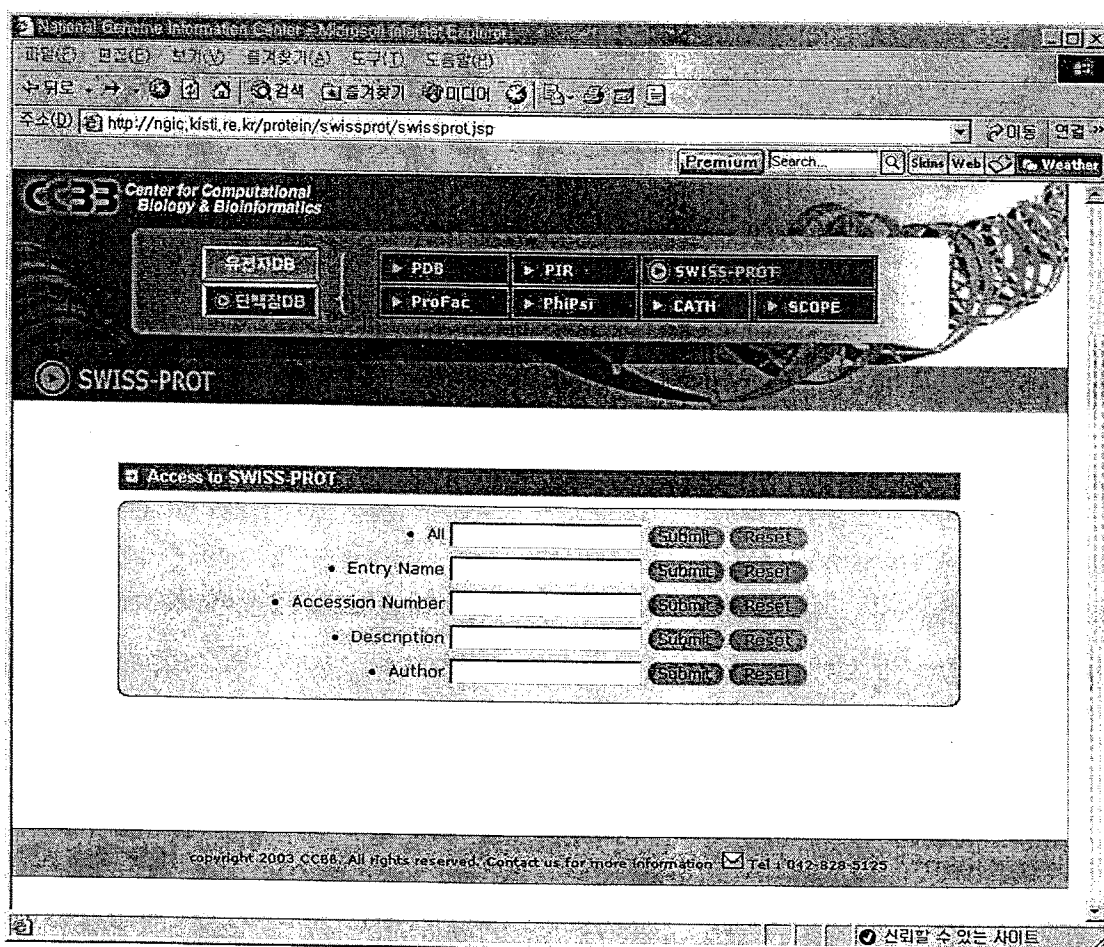 National Genome Information Center - Microsoft Internet Explorer
파일(F) 편집(E) 보기(V) 즐겨찾기(A) 도구(T) 도움말(H)
뒤로 검색 즐겨찾기 미디어
주소(D) http://ngic.kisti.re.kr/protein/swissprot/swissprot.jsp 이동 연결 »
Premium Search... Skins Web Weather
CCBB Center for Computational
Biology & Bioinformatics
유전자DB PDB PIR SWISS-PROT
단백질DB ProFac PhiPsi CATH SCOPE
SWISS-PROT
Access to SWISS-PROT
• All Submit Reset
• Entry Name Submit Reset
• Accession Number Submit Reset
• Description Submit Reset
• Author Submit Reset
copyright 2003 CCBB. All rights reserved. Contact us for more information Tel : 042-828-5125
신뢰할 수 있는 사이트